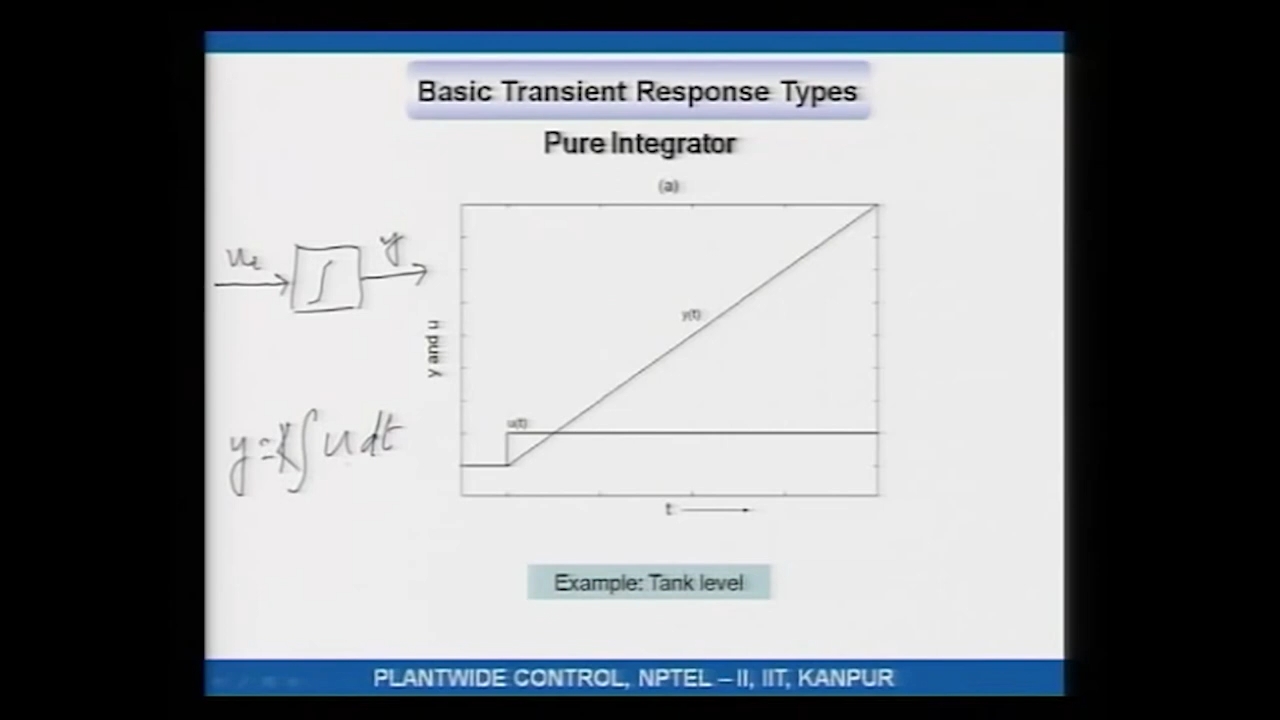 Basic Transient Response Types
Pure Integrator
(a)
u
∫
y
y(t)
y and u
u(t)
y = ∫ u dt
t
Example: Tank level
PLANTWIDE CONTROL, NPTEL – II, IIT, KANPUR